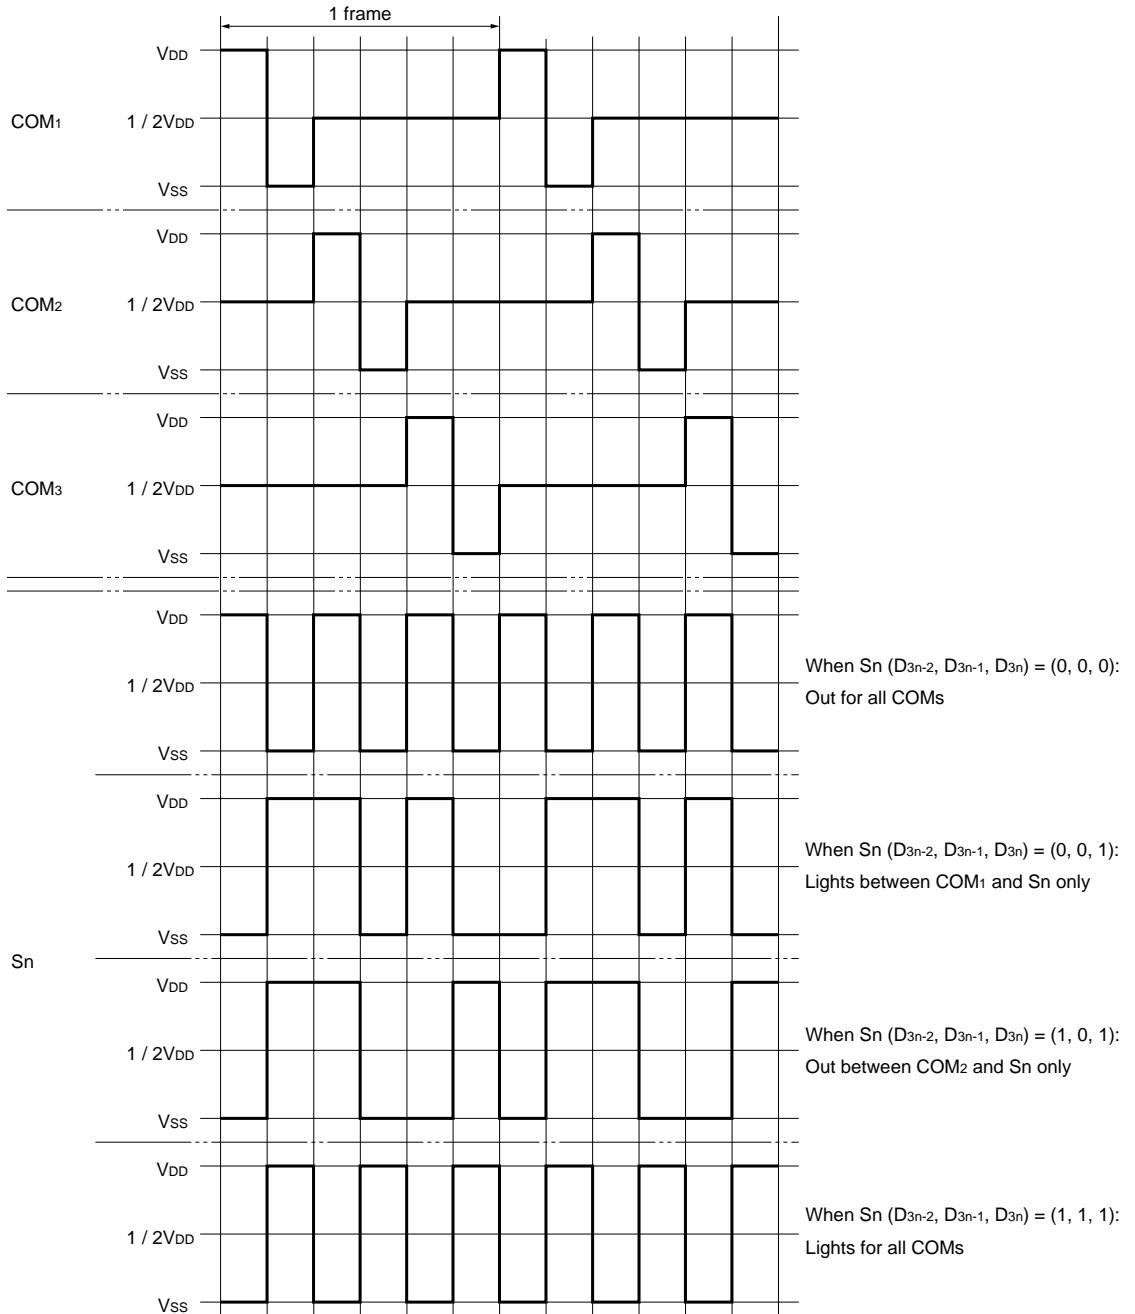 1 frame
VDD
COM1 1 / 2VDD
VSS
VDD
COM2 1 / 2VDD
VSS
VDD
COM3 1 / 2VDD
VSS
VDD
When Sn (D3n-2, D3n-1, D3n) = (0, 0, 0):
1 / 2VDD
Out for all COMs
VSS
VDD
When Sn (D3n-2, D3n-1, D3n) = (0, 0, 1):
1 / 2VDD
Lights between COM1 and Sn only
VSS
Sn
VDD
When Sn (D3n-2, D3n-1, D3n) = (1, 0, 1):
1 / 2VDD
Out between COM2 and Sn only
VSS
VDD
When Sn (D3n-2, D3n-1, D3n) = (1, 1, 1):
1 / 2VDD
Lights for all COMs
VSS